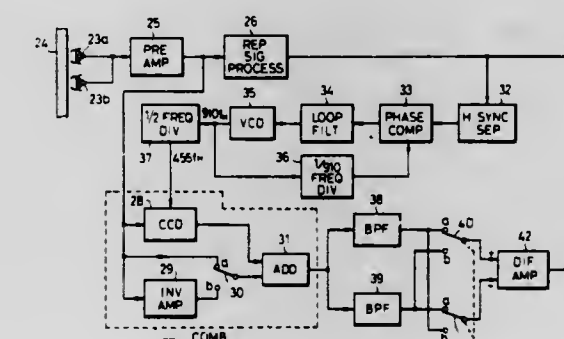 25
26
24
23a
23b
PRE
AMP
REP
SIG
PROCESS
35
34
33
32
1/2 FREQ
DIV
910fH
VCO
LOOP
FILT
PHASE
COMP
H SYNC
SEP
37
455fH
36
1/910
FREQ
DIV
28
CCD
38
BPF
a
40
b
42
DIF
AMP
31
ADD
29
INV
AMP
a
b
30
39
BPF
a
b
COMB